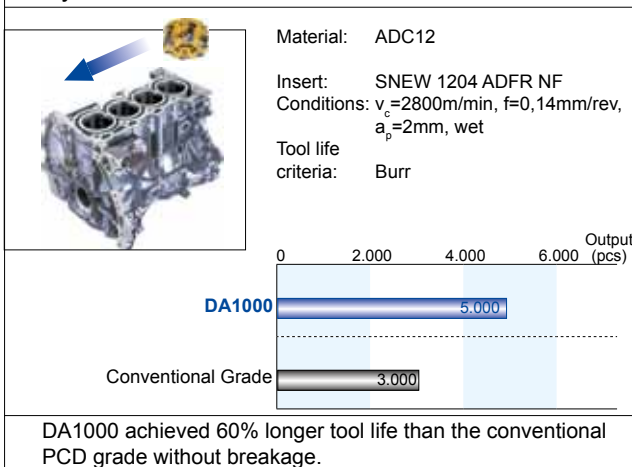 Material: ADC12
Insert: SNEW 1204 ADFR NF
Conditions: vc=2800m/min, f=0,14mm/rev,
ap=2mm, wet
Tool life
criteria: Burr
Output
0 2.000 4.000 6.000 (pcs)
DA1000 5.000
Conventional Grade 3.000
DA1000 achieved 60% longer tool life than the conventional
PCD grade without breakage.